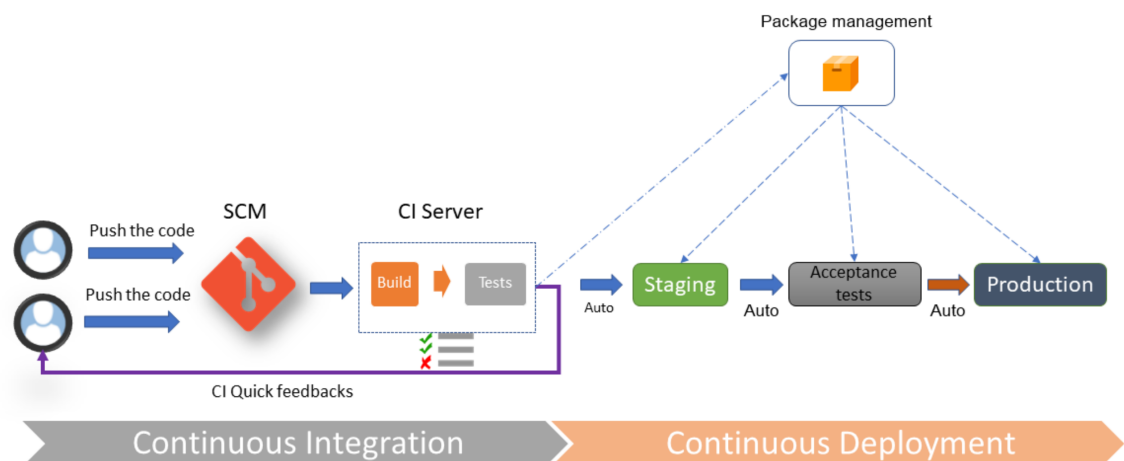 Package management
SCM
CI Server
Push the code
Build
Tests
Staging
Acceptance
tests
Production
Push the code
Auto
Auto
Auto
CI Quick feedbacks
Continuous Integration
Continuous Deployment